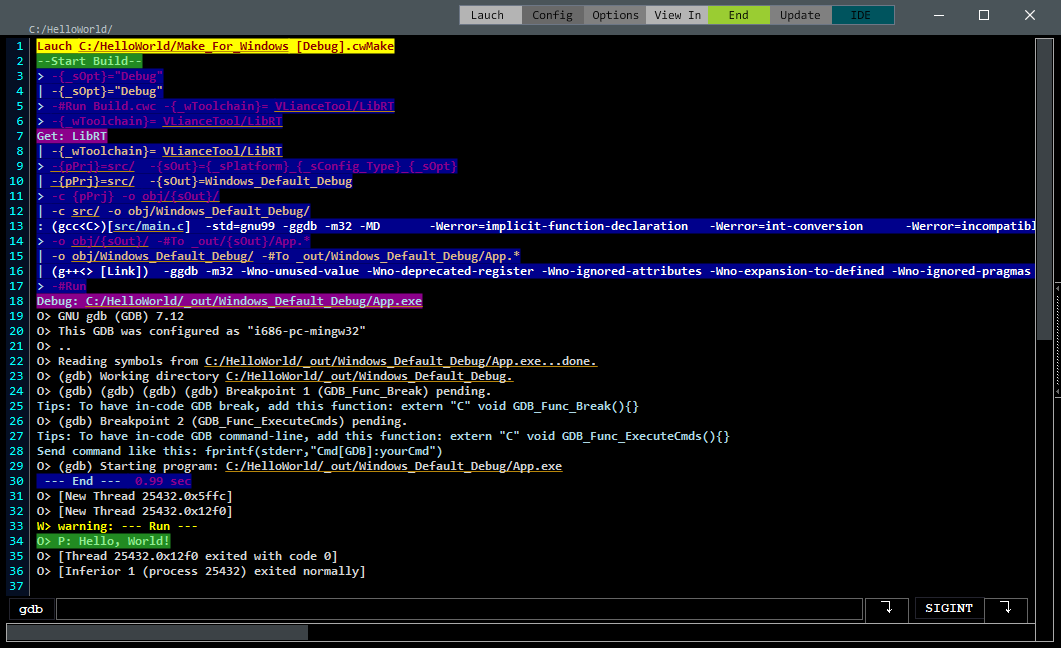 Lauch Config Options View In End Update IDE
C:/HelloWorld/
1 Lauch C:/HelloWorld/Make_For_Windows [Debug].cwMake
2 --Start Build--
3 > -{_sOpt}="Debug"
4 | -{_sOpt}="Debug"
5 > -#Run Build.cwc -{_wToolchain}= VLianceTool/LibRT
6 > -{_wToolchain}= VLianceTool/LibRT
7 Get: LibRT
8 | -{_wToolchain}= VLianceTool/LibRT
9 > -{pPrj}=src/  -{sOut}={_sPlatform}_{_sConfig_Type}_{_sOpt}
10 | -{pPrj}=src/  -{sOut}=Windows_Default_Debug
11 > -c {pPrj} -o obj/{sOut}/
12 | -c src/ -o obj/Windows_Default_Debug/
13 : (gcc<C>)[src/main.c]  -std=gnu99 -ggdb -m32 -MD       -Werror=implicit-function-declaration   -Werror=int-conversion      -Werror=incompatibl
14 > -o obj/{sOut}/ -#To _out/{sOut}/App.*
15 | -o obj/Windows_Default_Debug/ -#To _out/Windows_Default_Debug/App.*
16 | (g++<> [Link])  -ggdb -m32 -Wno-unused-value -Wno-deprecated-register -Wno-ignored-attributes -Wno-expansion-to-defined -Wno-ignored-pragmas
17 > -#Run
18 Debug: C:/HelloWorld/_out/Windows_Default_Debug/App.exe
19 O> GNU gdb (GDB) 7.12
20 O> This GDB was configured as "i686-pc-mingw32"
21 O> ..
22 O> Reading symbols from C:/HelloWorld/_out/Windows_Default_Debug/App.exe...done.
23 O> (gdb) Working directory C:/HelloWorld/_out/Windows_Default_Debug.
24 O> (gdb) (gdb) (gdb) (gdb) Breakpoint 1 (GDB_Func_Break) pending.
25 Tips: To have in-code GDB break, add this function: extern "C" void GDB_Func_Break(){}
26 O> (gdb) Breakpoint 2 (GDB_Func_ExecuteCmds) pending.
27 Tips: To have in-code GDB command-line, add this function: extern "C" void GDB_Func_ExecuteCmds(){}
28 Send command like this: fprintf(stderr,"Cmd[GDB]:yourCmd")
29 O> (gdb) Starting program: C:/HelloWorld/_out/Windows_Default_Debug/App.exe
30  --- End ---  0.99 sec
31 O> [New Thread 25432.0x5ffc]
32 O> [New Thread 25432.0x12f0]
33 W> warning: --- Run ---
34 O> P: Hello, World!
35 O> [Thread 25432.0x12f0 exited with code 0]
36 O> [Inferior 1 (process 25432) exited normally]
37
gdb SIGINT